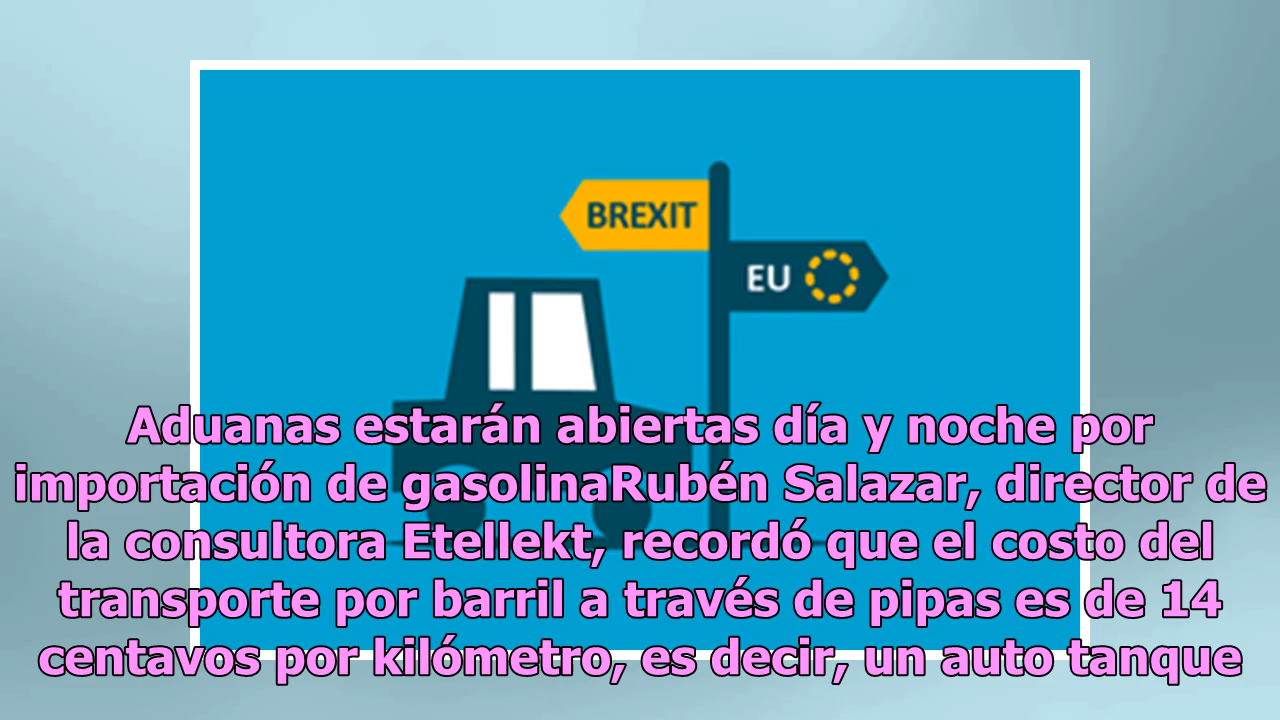 BREXIT
EU
Aduanas estarán abiertas día y noche por
importación de gasolinaRubén Salazar, director de
la consultora Etellekt, recordó que el costo del
transporte por barril a través de pipas es de 14
centavos por kilómetro, es decir, un auto tanque